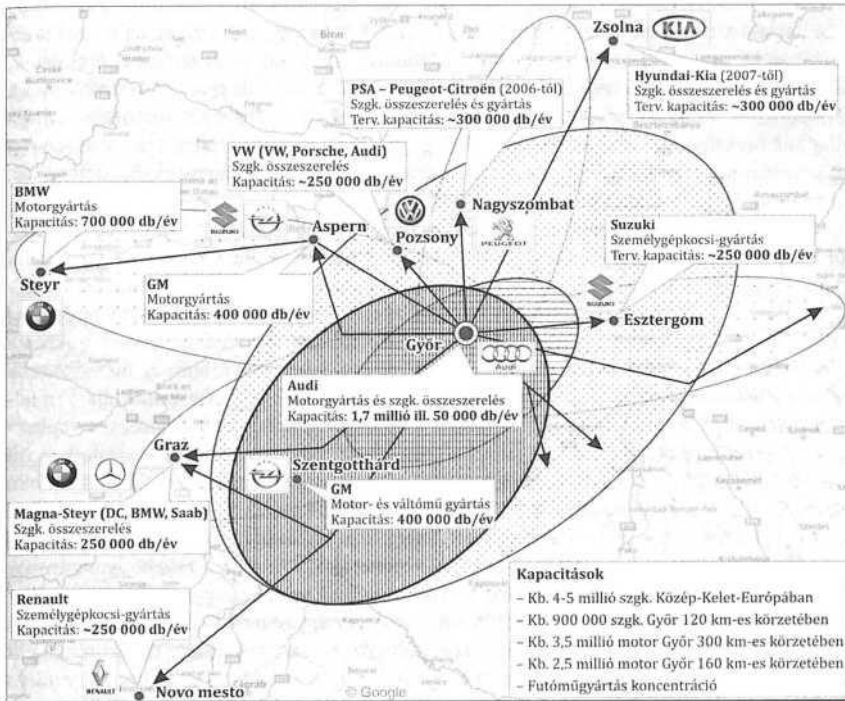 Zsolna
KIA
Hyundai-Kia (2007-től)
Szgk. összeszerelés és gyártás
Terv. kapacitás: ~300 000 db/év
PSA – Peugeot-Citroën (2006-tól)
Szgk. összeszerelés és gyártás
Terv. kapacitás: ~300 000 db/év
VW (VW, Porsche, Audi)
Szgk. összeszerelés
Kapacitás: ~250 000 db/év
BMW
Motorgyártás
Kapacitás: 700 000 db/év
SUZUKI
Aspern
Pozsony
Nagyszombat
PEUGEOT
Suzuki
Személygépkocsi-gyártás
Terv. kapacitás: ~250 000 db/év
Steyr
GM
Motorgyártás
Kapacitás: 400 000 db/év
SUZUKI
Esztergom
Győr
Audi
Audi
Motorgyártás és szgk. összeszerelés
Kapacitás: 1,7 millió ill. 50 000 db/év
Graz
Szentgotthárd
GM
Motor- és váltómű gyártás
Kapacitás: 400 000 db/év
Magna-Steyr (DC, BMW, Saab)
Szgk. összeszerelés
Kapacitás: 250 000 db/év
Renault
Személygépkocsi-gyártás
Kapacitás: ~250 000 db/év
RENAULT
Novo mesto
Kapacitások
– Kb. 4-5 millió szgk. Közép-Kelet-Európában
– Kb. 900 000 szgk. Győr 120 km-es körzetében
– Kb. 3,5 millió motor Győr 300 km-es körzetében
– Kb. 2,5 millió motor Győr 160 km-es körzetében
– Futóműgyártás koncentráció
© Google